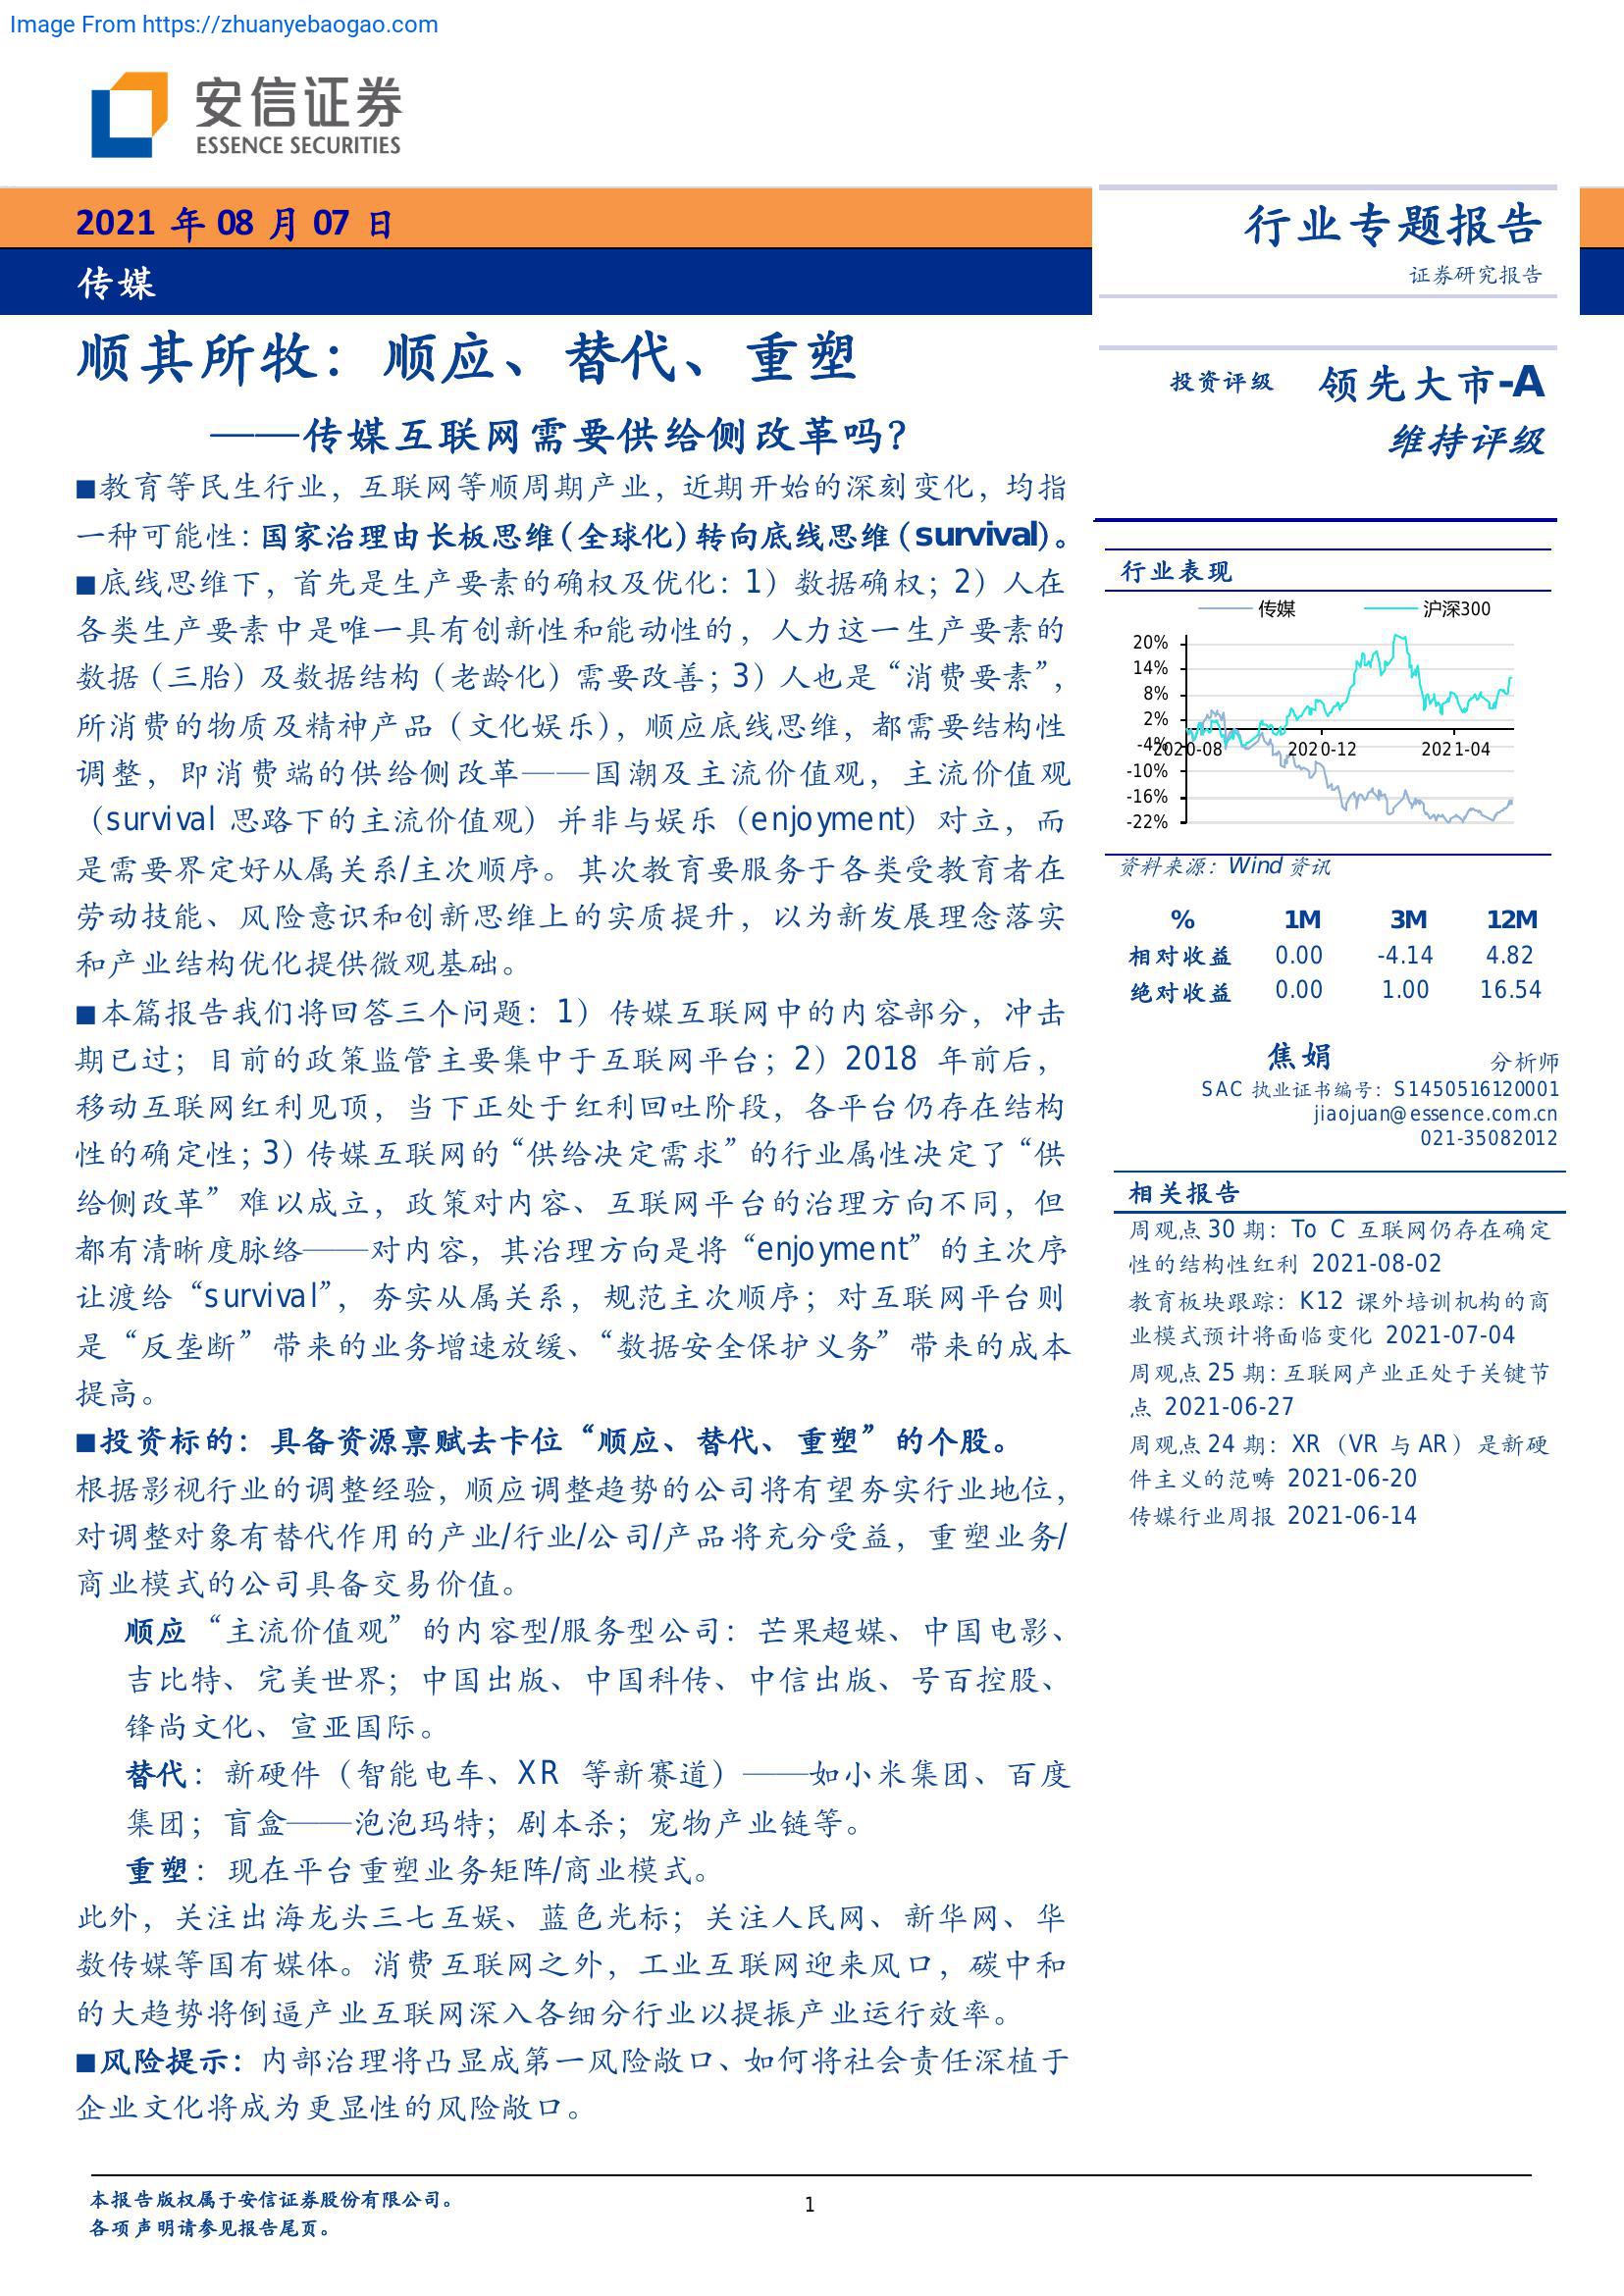 Image From https://zhuanyebaogao.com
安信证券
ESSENCE SECURITIES
2021 年 08 月 07 日
传媒
顺其所牧：顺应、替代、重塑
——传媒互联网需要供给侧改革吗？
■教育等民生行业，互联网等顺周期产业，近期开始的深刻变化，均指
一种可能性：国家治理由长板思维（全球化）转向底线思维（survival）。
■底线思维下，首先是生产要素的确权及优化：1）数据确权；2）人在
各类生产要素中是唯一具有创新性和能动性的，人力这一生产要素的
数据（三胎）及数据结构（老龄化）需要改善；3）人也是“消费要素”，
所消费的物质及精神产品（文化娱乐），顺应底线思维，都需要结构性
调整，即消费端的供给侧改革——国潮及主流价值观，主流价值观
（survival 思路下的主流价值观）并非与娱乐（enjoyment）对立，而
是需要界定好从属关系/主次顺序。其次教育要服务于各类受教育者在
劳动技能、风险意识和创新思维上的实质提升，以为新发展理念落实
和产业结构优化提供微观基础。
■本篇报告我们将回答三个问题：1）传媒互联网中的内容部分，冲击
期已过；目前的政策监管主要集中于互联网平台；2）2018 年前后，
移动互联网红利见顶，当下正处于红利回吐阶段，各平台仍存在结构
性的确定性；3）传媒互联网的“供给决定需求”的行业属性决定了“供
给侧改革”难以成立，政策对内容、互联网平台的治理方向不同，但
都有清晰度脉络——对内容，其治理方向是将“enjoyment”的主次序
让渡给“survival”，夯实从属关系，规范主次顺序；对互联网平台则
是“反垄断”带来的业务增速放缓、“数据安全保护义务”带来的成本
提高。
■投资标的：具备资源禀赋去卡位“顺应、替代、重塑”的个股。
根据影视行业的调整经验，顺应调整趋势的公司将有望夯实行业地位，
对调整对象有替代作用的产业/行业/公司/产品将充分受益，重塑业务/
商业模式的公司具备交易价值。
顺应“主流价值观”的内容型/服务型公司：芒果超媒、中国电影、
吉比特、完美世界；中国出版、中国科传、中信出版、号百控股、
锋尚文化、宣亚国际。
替代：新硬件（智能电车、XR 等新赛道）——如小米集团、百度
集团；盲盒——泡泡玛特；剧本杀；宠物产业链等。
重塑：现在平台重塑业务矩阵/商业模式。
此外，关注出海龙头三七互娱、蓝色光标；关注人民网、新华网、华
数传媒等国有媒体。消费互联网之外，工业互联网迎来风口，碳中和
的大趋势将倒逼产业互联网深入各细分行业以提振产业运行效率。
■风险提示：内部治理将凸显成第一风险敞口、如何将社会责任深植于
企业文化将成为更显性的风险敞口。
行业专题报告
证券研究报告
投资评级 领先大市-A
维持评级
行业表现
传媒 沪深300
20%
14%
8%
2%
-4%
-10%
-16%
-22%
2020-08 2020-12 2021-04
资料来源：Wind 资讯
% 1M 3M 12M
相对收益 0.00 -4.14 4.82
绝对收益 0.00 1.00 16.54
焦娟 分析师
SAC 执业证书编号：S1450516120001
jiaojuan@essence.com.cn
021-35082012
相关报告
周观点 30 期：To C 互联网仍存在确定
性的结构性红利 2021-08-02
教育板块跟踪：K12 课外培训机构的商
业模式预计将面临变化 2021-07-04
周观点 25 期：互联网产业正处于关键节
点 2021-06-27
周观点 24 期：XR（VR 与 AR）是新硬
件主义的范畴 2021-06-20
传媒行业周报 2021-06-14
本报告版权属于安信证券股份有限公司。
各项声明请参见报告尾页。
1